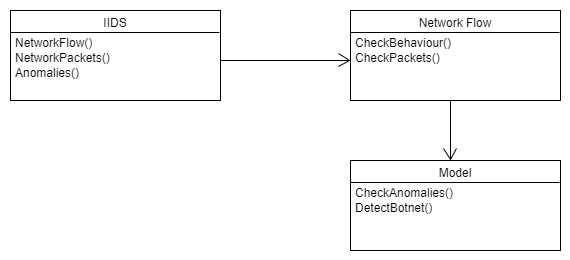 IIDS
NetworkFlow()
NetworkPackets()
Anomalies()
Network Flow
CheckBehaviour()
CheckPackets()
Model
CheckAnomalies()
DetectBotnet()